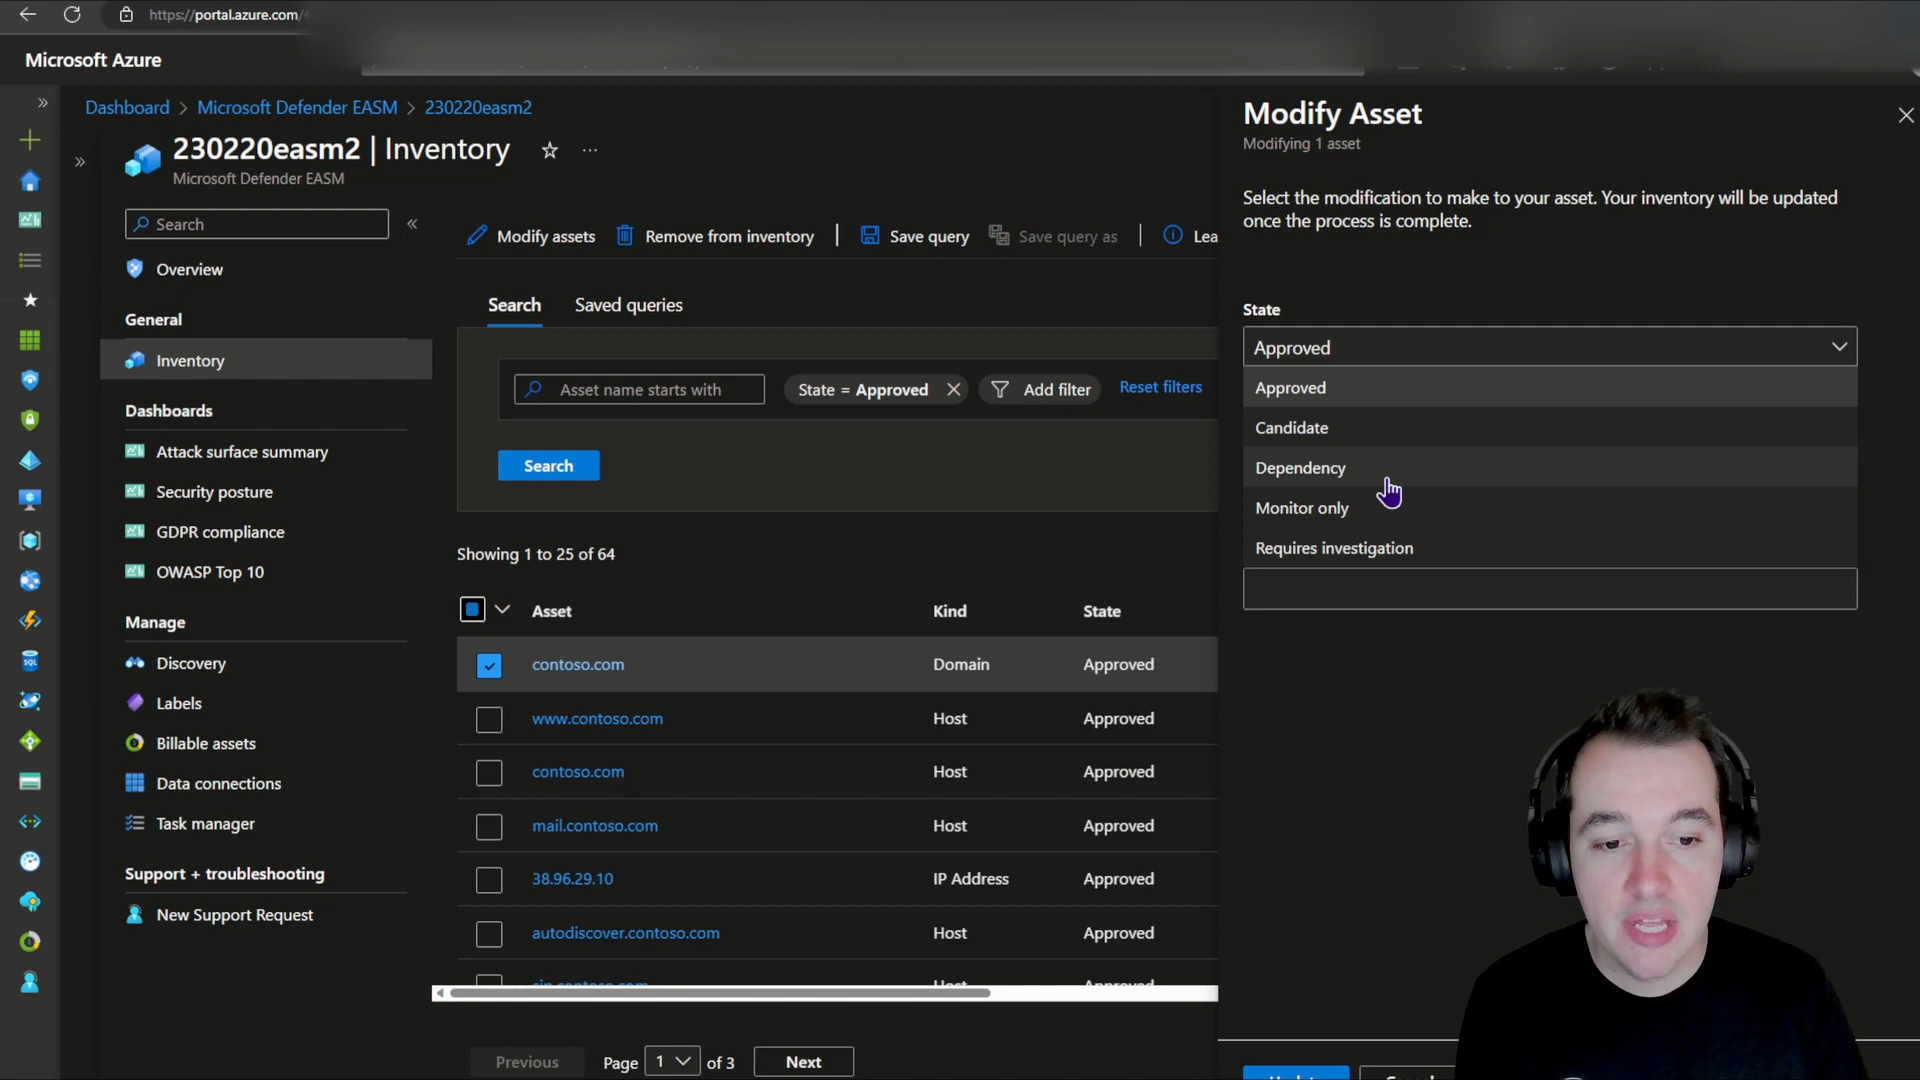 https://portal.azure.com/
Microsoft Azure
Dashboard > Microsoft Defender EASM > 230220easm2
230220easm2 | Inventory
Microsoft Defender EASM
Search
Overview
General
Inventory
Dashboards
Attack surface summary
Security posture
GDPR compliance
OWASP Top 10
Manage
Discovery
Labels
Billable assets
Data connections
Task manager
Support + troubleshooting
New Support Request
Modify assets Remove from inventory | Save query Save query as | Lea
Search Saved queries
Asset name starts with State = Approved Add filter Reset filters
Search
Showing 1 to 25 of 64
Asset Kind State
contoso.com Domain Approved
www.contoso.com Host Approved
contoso.com Host Approved
mail.contoso.com Host Approved
38.96.29.10 IP Address Approved
autodiscover.contoso.com Host Approved
sip.contoso.com Host Approved
Previous Page 1 of 3 Next
Modify Asset
Modifying 1 asset
Select the modification to make to your asset. Your inventory will be updated
once the process is complete.
State
Approved
Approved
Candidate
Dependency
Monitor only
Requires investigation
SQL